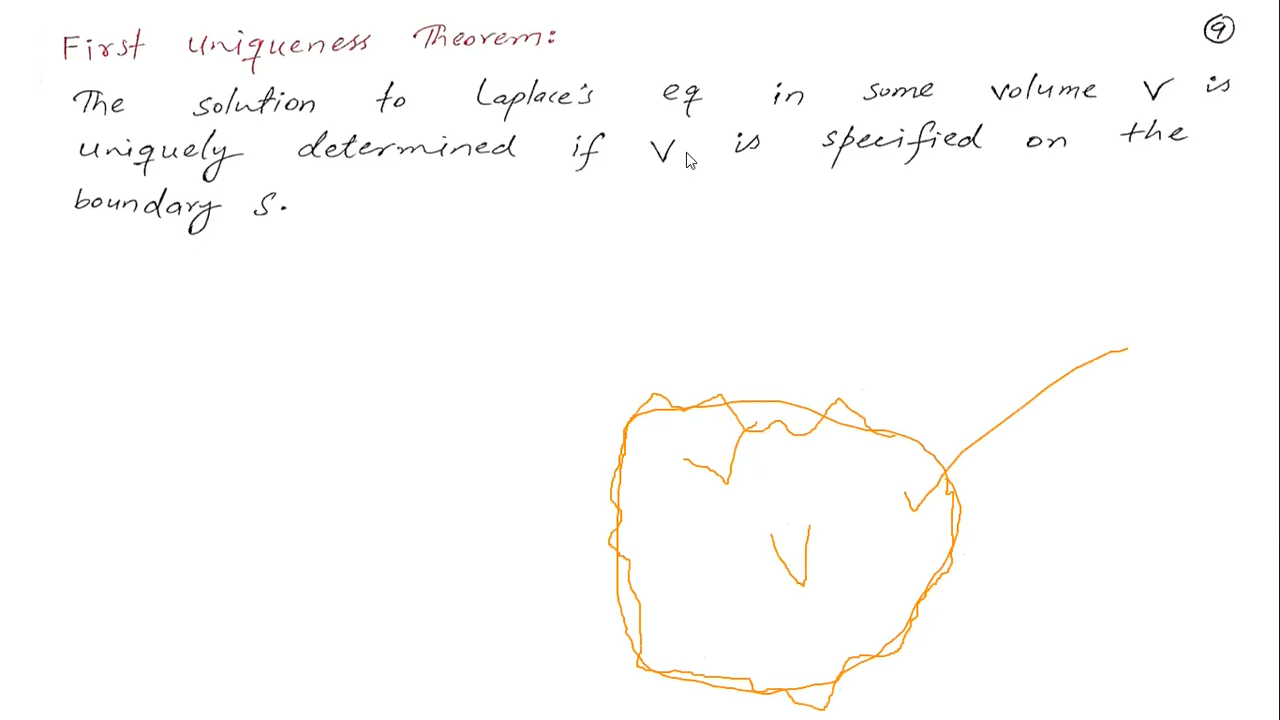 First Uniqueness Theorem:
9
The solution to Laplace's eq in some volume V is
uniquely determined if V is specified on the
boundary S.
V